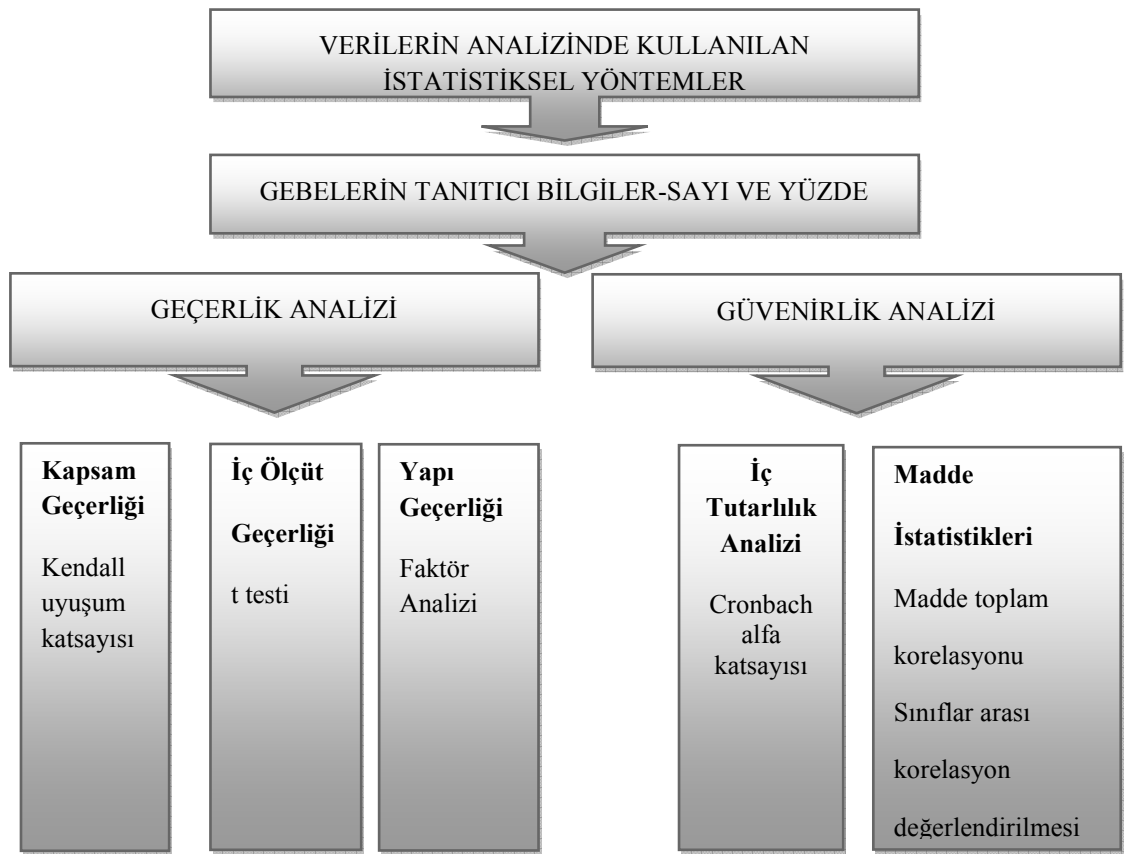 VERİLERİN ANALİZİNDE KULLANILAN
İSTATİSTİKSEL YÖNTEMLER
GEBELERİN TANITICI BİLGİLER-SAYI VE YÜZDE
GEÇERLİK ANALİZİ
GÜVENİRLİK ANALİZİ
Kapsam
Geçerliği
Kendall
uyuşum
katsayısı
İç Ölçüt
Geçerliği
t testi
Yapı
Geçerliği
Faktör
Analizi
İç
Tutarlılık
Analizi
Cronbach
alfa
katsayısı
Madde
İstatistikleri
Madde toplam
korelasyonu
Sınıflar arası
korelasyon
değerlendirilmesi